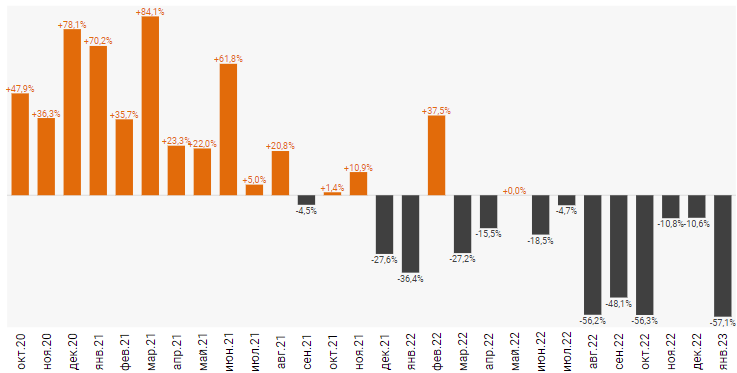 +47,9%
+36,3%
+78,1%
+70,2%
+35,7%
+84,1%
+23,3%
+22,0%
+61,8%
+5,0%
+20,8%
-4,5%
+1,4%
+10,9%
-27,6%
-36,4%
+37,5%
-27,2%
-15,5%
+0,0%
-18,5%
-4,7%
-56,2%
-48,1%
-56,3%
-10,8%
-10,6%
-57,1%
окт.20
ноя.20
дек.20
янв.21
фев.21
мар.21
апр.21
май.21
июн.21
июл.21
авг.21
сен.21
окт.21
ноя.21
дек.21
янв.22
фев.22
мар.22
апр.22
май.22
июн.22
июл.22
авг.22
сен.22
окт.22
ноя.22
дек.22
янв.23